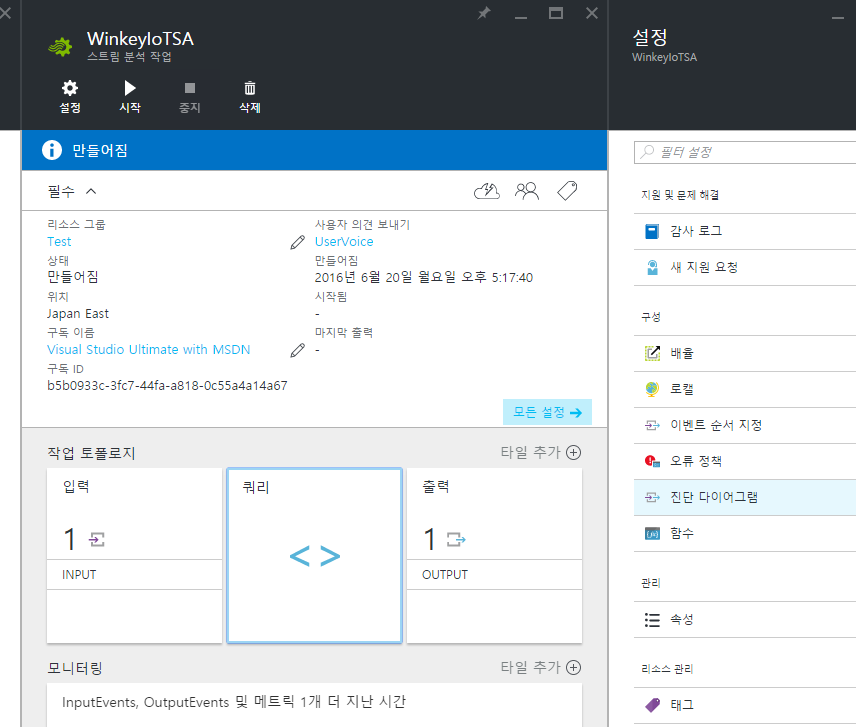 WinkeyIoTSA
스트림 분석 작업
설정
시작
중지
삭제
만들어짐
필수
리소스 그룹
Test
상태
만들어짐
위치
Japan East
구독 이름
Visual Studio Ultimate with MSDN
구독 ID
b5b0933c-3fc7-44fa-a818-0c55a4a14a67
사용자 의견 보내기
UserVoice
만들어짐
2016년 6월 20일 월요일 오후 5:17:40
시작됨
-
마지막 출력
-
모든 설정 →
작업 토폴로지
타일 추가
입력
1
INPUT
쿼리
< >
출력
1
OUTPUT
모니터링
타일 추가
InputEvents, OutputEvents 및 메트릭 1개 더 지난 시간
설정
WinkeyIoTSA
필터 설정
지원 및 문제 해결
감사 로그
새 지원 요청
구성
배율
로캘
이벤트 순서 지정
오류 정책
진단 다이어그램
함수
관리
속성
리소스 관리
태그